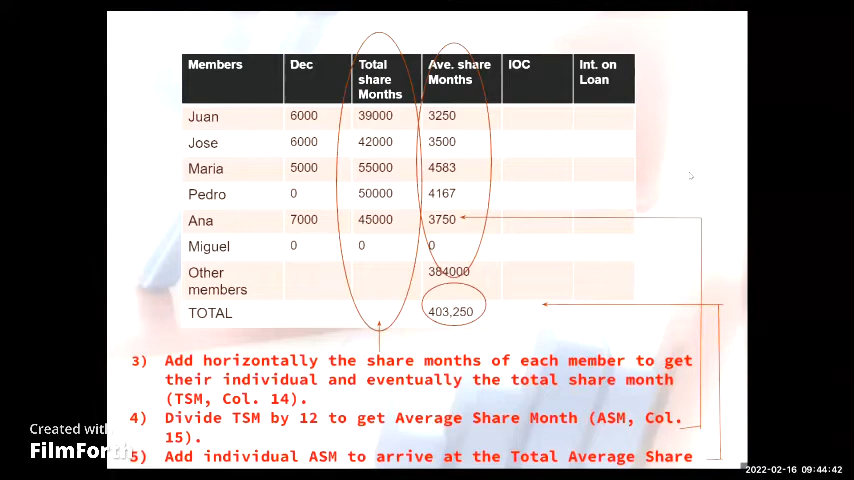 Members Dec Total share Months Ave. share Months IOC Int. on Loan
Juan 6000 39000 3250
Jose 6000 42000 3500
Maria 5000 55000 4583
Pedro 0 50000 4167
Ana 7000 45000 3750
Miguel 0 0 0
Other members 384000
TOTAL 403,250
3) Add horizontally the share months of each member to get
their individual and eventually the total share month
(TSM, Col. 14).
4) Divide TSM by 12 to get Average Share Month (ASM, Col.
15).
5) Add individual ASM to arrive at the Total Average Share
Created with
FilmForth
2022-02-16 09:44:42